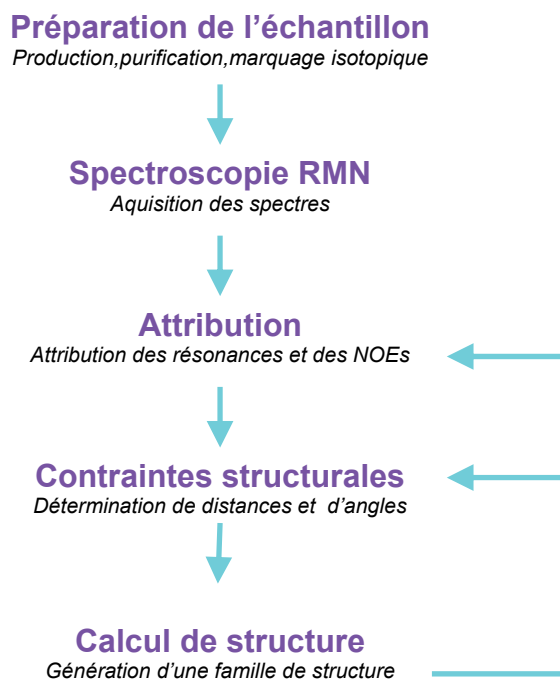 Préparation de l’échantillon
Production,purification,marquage isotopique
Spectroscopie RMN
Aquisition des spectres
Attribution
Attribution des résonances et des NOEs
Contraintes structurales
Détermination de distances et d’angles
Calcul de structure
Génération d’une famille de structure